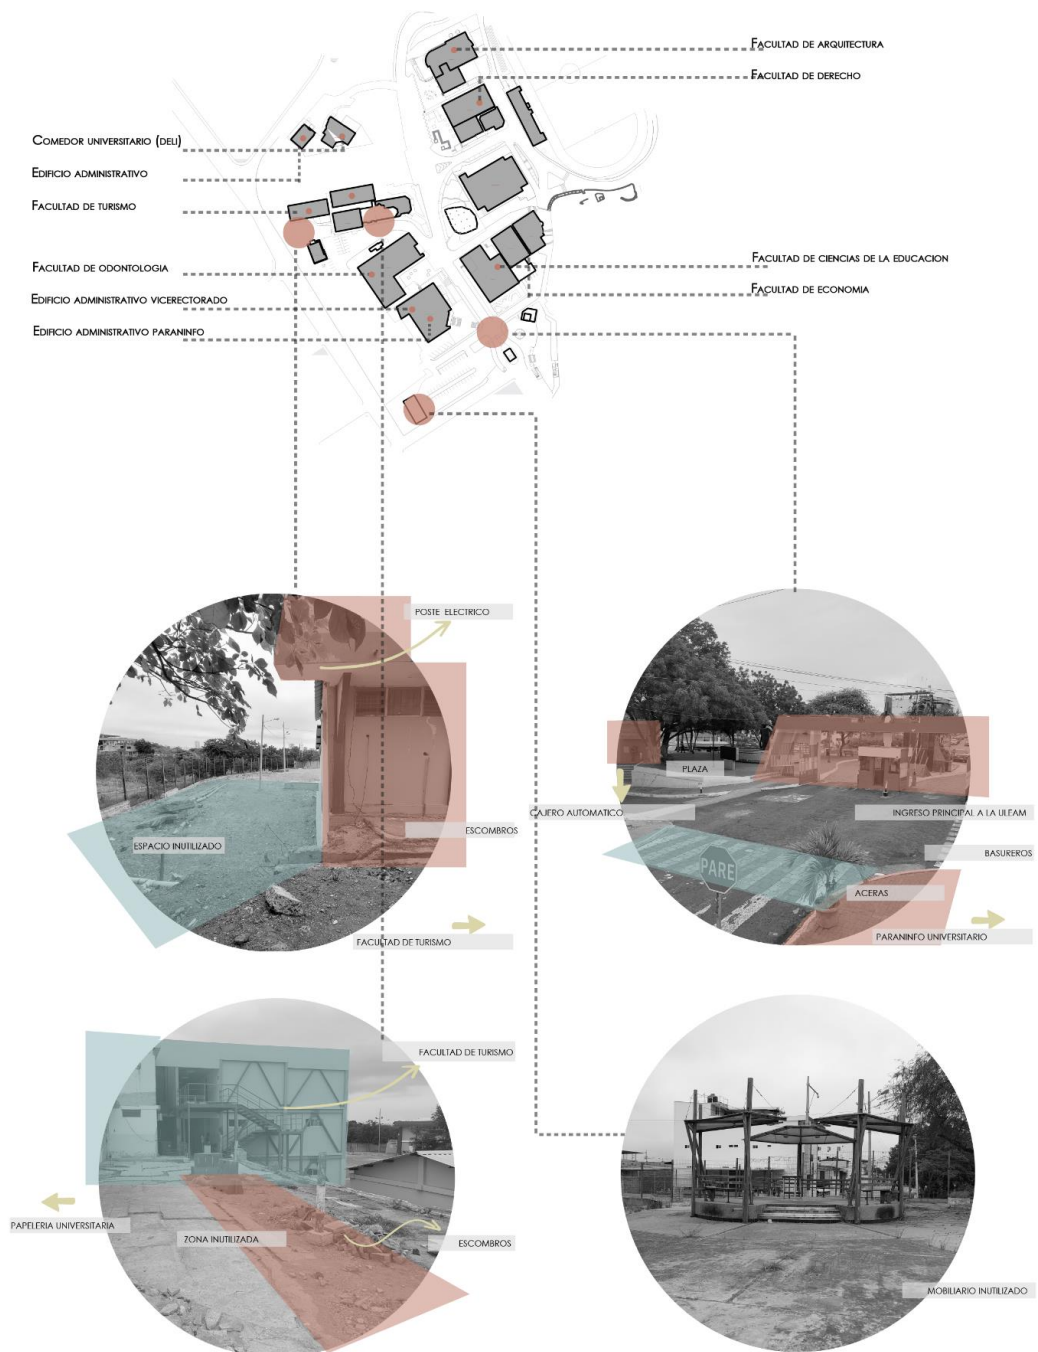 FACULTAD DE ARQUITECTURA
FACULTAD DE DERECHO
COMEDOR UNIVERSITARIO (DELI)
EDIFICIO ADMINISTRATIVO
FACULTAD DE TURISMO
FACULTAD DE ODONTOLOGIA
EDIFICIO ADMINISTRATIVO VICERECTORADO
EDIFICIO ADMINISTRATIVO PARANINFO
FACULTAD DE CIENCIAS DE LA EDUCACION
FACULTAD DE ECONOMIA
POSTE ELECTRICO
ESPACIO INUTILIZADO
ESCOMBROS
FACULTAD DE TURISMO
PLAZA
CAJERO AUTOMATICO
INGRESO PRINCIPAL A LA ULEAM
BASUREROS
PARE
ACERAS
PARANINFO UNIVERSITARIO
FACULTAD DE TURISMO
PAPELERIA UNIVERSITARIA
ZONA INUTILIZADA
ESCOMBROS
MOBILIARIO INUTILIZADO